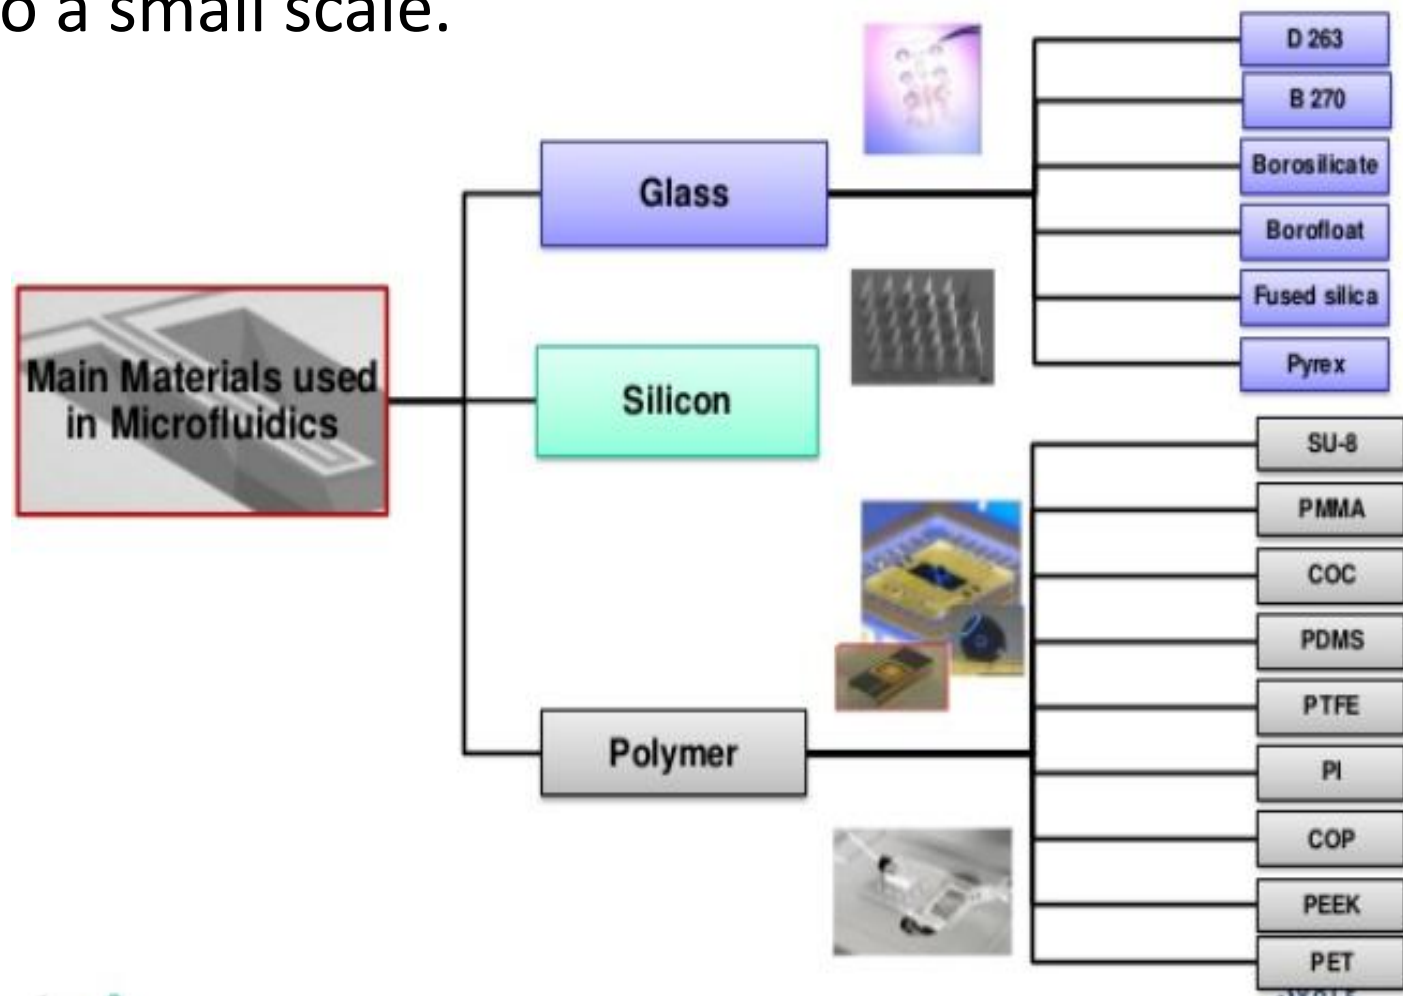 o a small scale.
D 263
B 270
Glass
Borosilicate
Borofloat
Fused silica
Pyrex
Main Materials used
in Microfluidics
Silicon
SU-8
PMMA
COC
PDMS
PTFE
Polymer
PI
COP
PEEK
PET